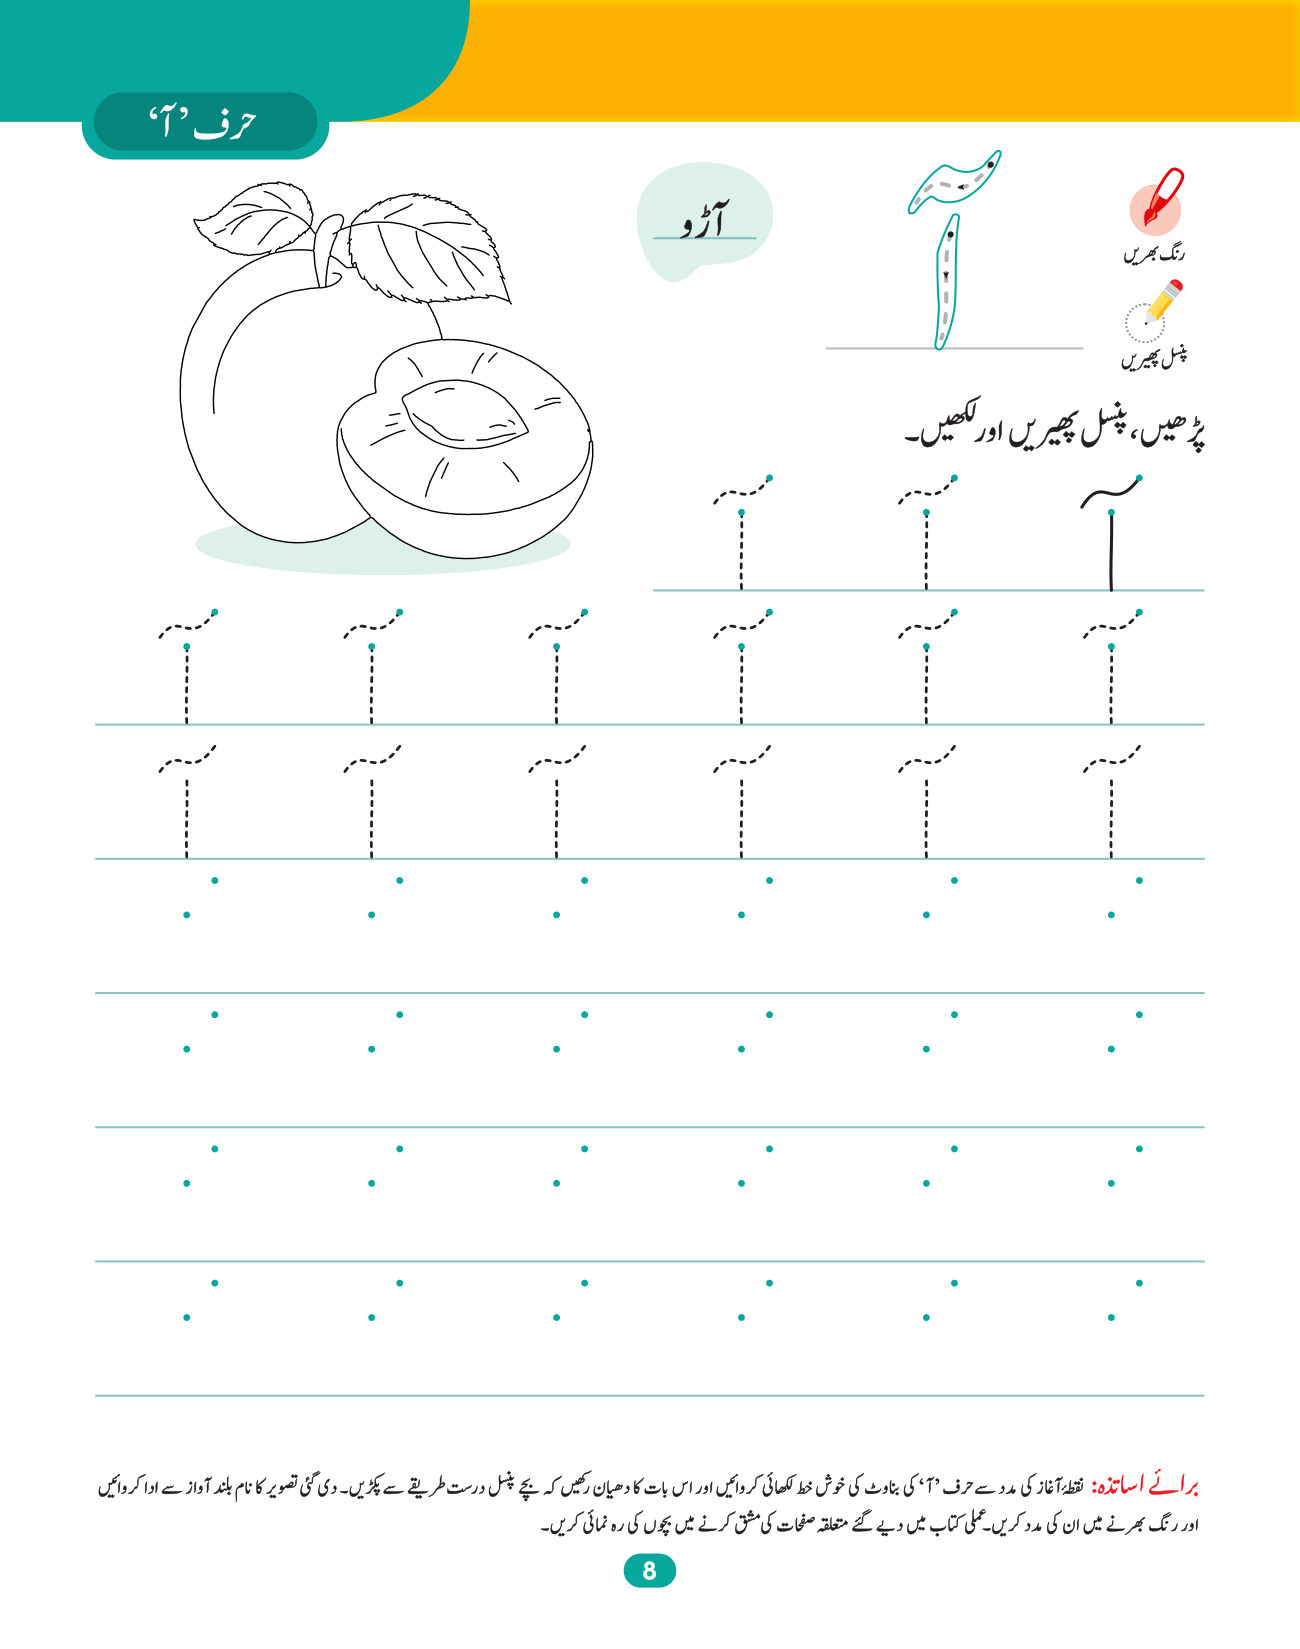 حرف ’آ‘
آڑو
رنگ بھریں
پنسل پھیریں
پڑھیں، پنسل پھیریں اور لکھیں۔
آ آ آ
آ آ آ آ آ آ
آ آ آ آ آ آ
برائے اساتذہ: نقطۂ آغاز کی مدد سے حرف ’آ‘ کی بناوٹ کی خوش خط لکھائی کروائیں اور اس بات کا دھیان رکھیں کہ بچے پنسل درست طریقے سے پکڑیں۔ دی گئی تصویر کا نام بلند آواز سے ادا کروائیں
اور رنگ بھرنے میں ان کی مدد کریں۔ عملی کتاب میں دیے گئے متعلقہ صفحات کی مشق کرنے میں بچوں کی رہ نمائی کریں۔
8